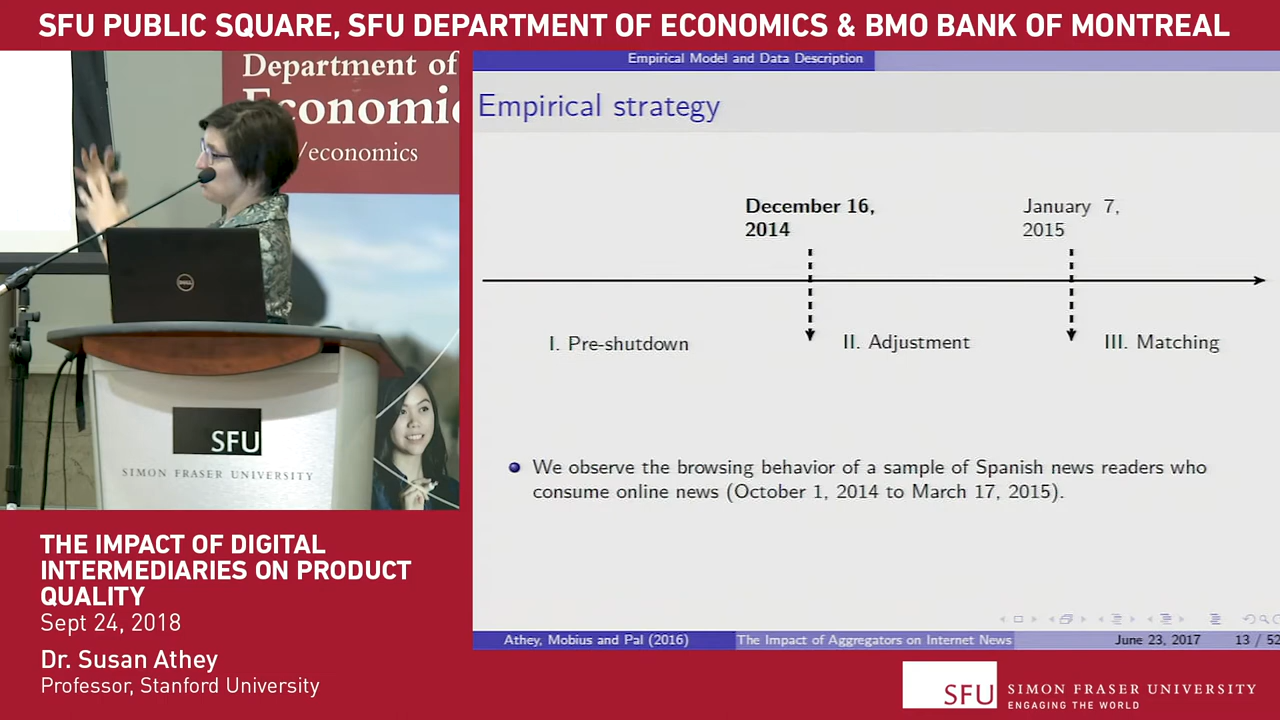 SFU PUBLIC SQUARE, SFU DEPARTMENT OF ECONOMICS & BMO BANK OF MONTREAL
Department of
Economic
/economics
DELL
SFU
SIMON FRASER UNIVERSITY
Empirical Model and Data Description
Empirical strategy
December 16,
2014
January 7,
2015
I. Pre-shutdown
II. Adjustment
III. Matching
We observe the browsing behavior of a sample of Spanish news readers who
consume online news (October 1, 2014 to March 17, 2015).
Athey, Mobius and Pal (2016)
The Impact of Aggregators on Internet News
June 23, 2017
13 / 52
THE IMPACT OF DIGITAL
INTERMEDIARIES ON PRODUCT
QUALITY
Sept 24, 2018
Dr. Susan Athey
Professor, Stanford University
SFU
SIMON FRASER UNIVERSITY
ENGAGING THE WORLD